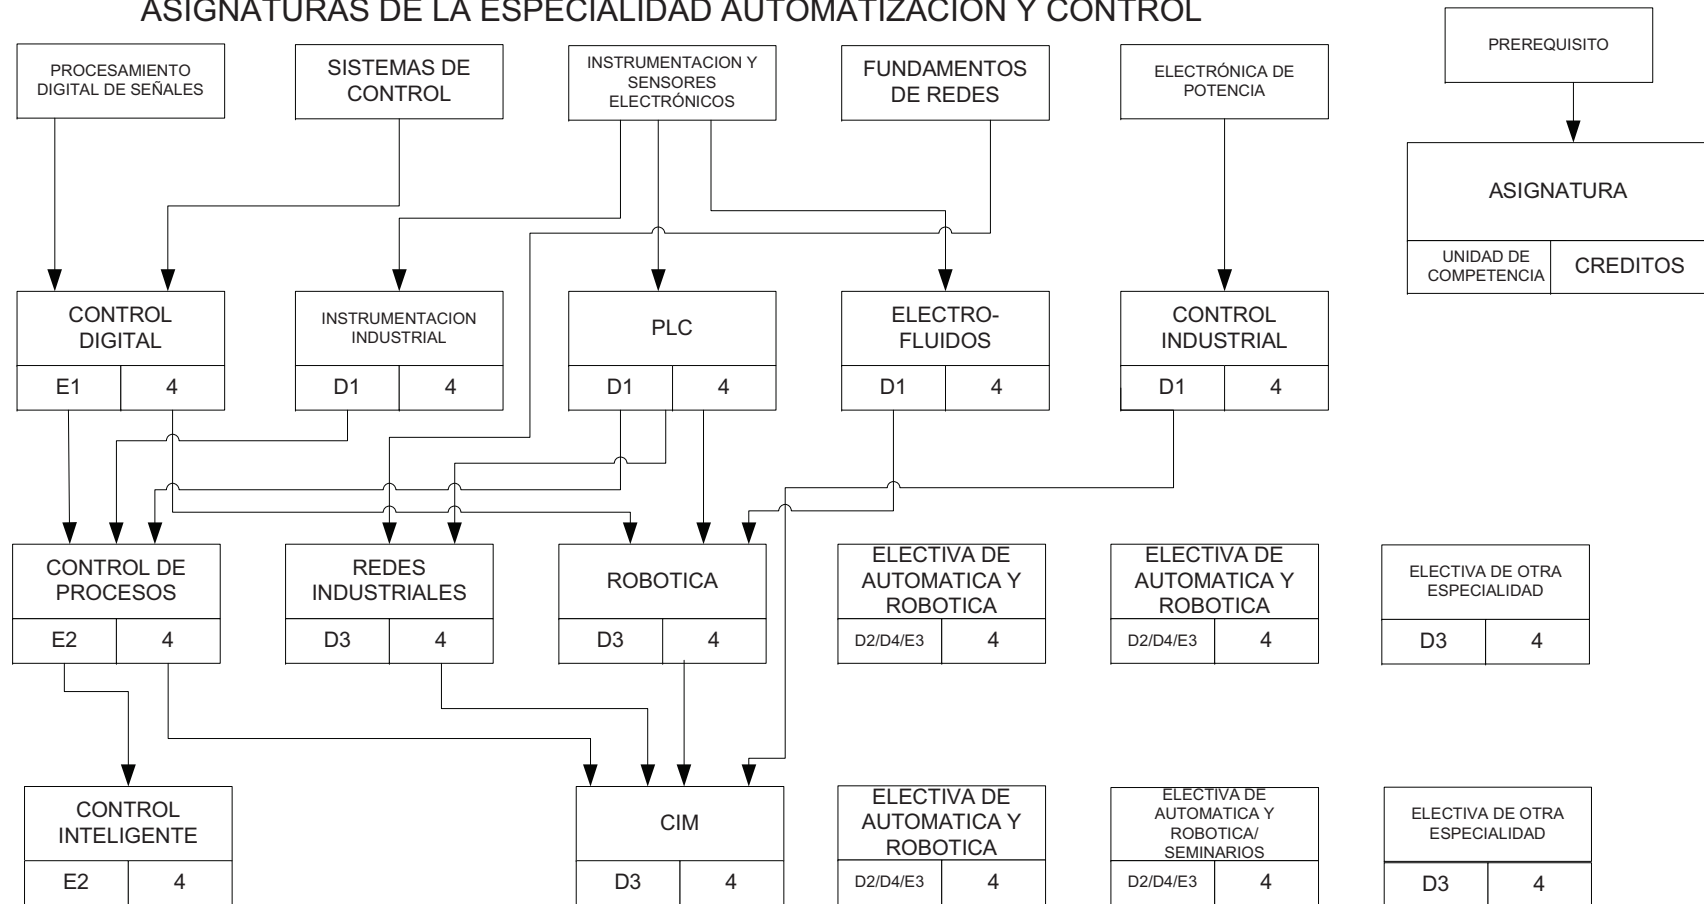 ASIGNATURAS DE LA ESPECIALIDAD AUTOMATIZACION Y CONTROL
PREREQUISITO
ASIGNATURA
UNIDAD DE
COMPETENCIA
CREDITOS
PROCESAMIENTO
DIGITAL DE SEÑALES
SISTEMAS DE
CONTROL
INSTRUMENTACION Y
SENSORES
ELECTRÓNICOS
FUNDAMENTOS
DE REDES
ELECTRÓNICA DE
POTENCIA
CONTROL
DIGITAL
E1
4
INSTRUMENTACION
INDUSTRIAL
D1
4
PLC
D1
4
ELECTRO-
FLUIDOS
D1
4
CONTROL
INDUSTRIAL
D1
4
CONTROL DE
PROCESOS
E2
4
REDES
INDUSTRIALES
D3
4
ROBOTICA
D3
4
ELECTIVA DE
AUTOMATICA Y
ROBOTICA
D2/D4/E3
4
ELECTIVA DE
AUTOMATICA Y
ROBOTICA
D2/D4/E3
4
ELECTIVA DE OTRA
ESPECIALIDAD
D3
4
CONTROL
INTELIGENTE
E2
4
CIM
D3
4
ELECTIVA DE
AUTOMATICA Y
ROBOTICA
D2/D4/E3
4
ELECTIVA DE
AUTOMATICA Y
ROBOTICA/
SEMINARIOS
D2/D4/E3
4
ELECTIVA DE OTRA
ESPECIALIDAD
D3
4